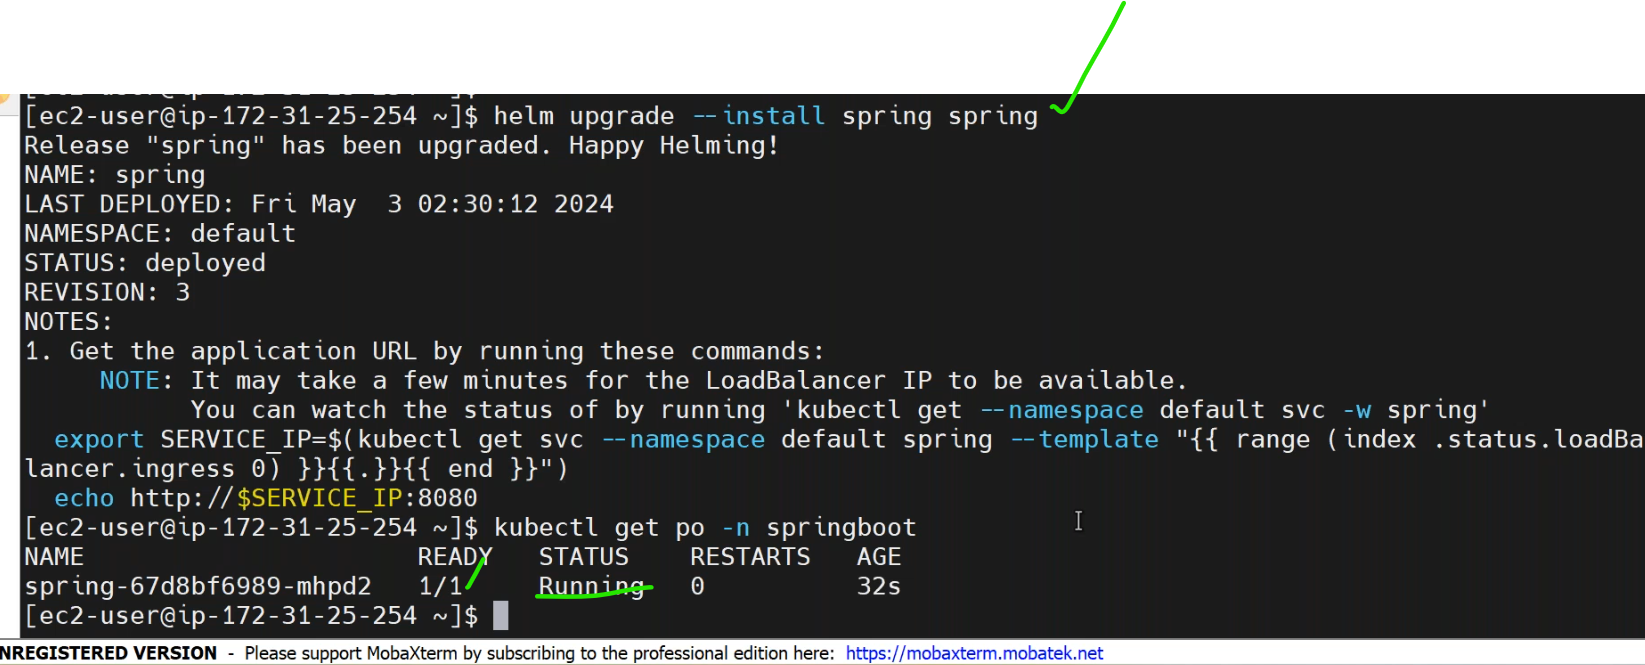 [ec2-user@ip-172-31-25-254 ~]$ helm upgrade --install spring spring
Release "spring" has been upgraded. Happy Helming!
NAME: spring
LAST DEPLOYED: Fri May  3 02:30:12 2024
NAMESPACE: default
STATUS: deployed
REVISION: 3
NOTES:
1. Get the application URL by running these commands:
     NOTE: It may take a few minutes for the LoadBalancer IP to be available.
           You can watch the status of by running 'kubectl get --namespace default svc -w spring'
  export SERVICE_IP=$(kubectl get svc --namespace default spring --template "{{ range (index .status.loadBa
lancer.ingress 0) }}{{.}}{{ end }}")
  echo http://$SERVICE_IP:8080
[ec2-user@ip-172-31-25-254 ~]$ kubectl get po -n springboot
NAME                      READY   STATUS    RESTARTS   AGE
spring-67d8bf6989-mhpd2   1/1     Running   0          32s
[ec2-user@ip-172-31-25-254 ~]$
NREGISTERED VERSION - Please support MobaXterm by subscribing to the professional edition here: https://mobaxterm.mobatek.net